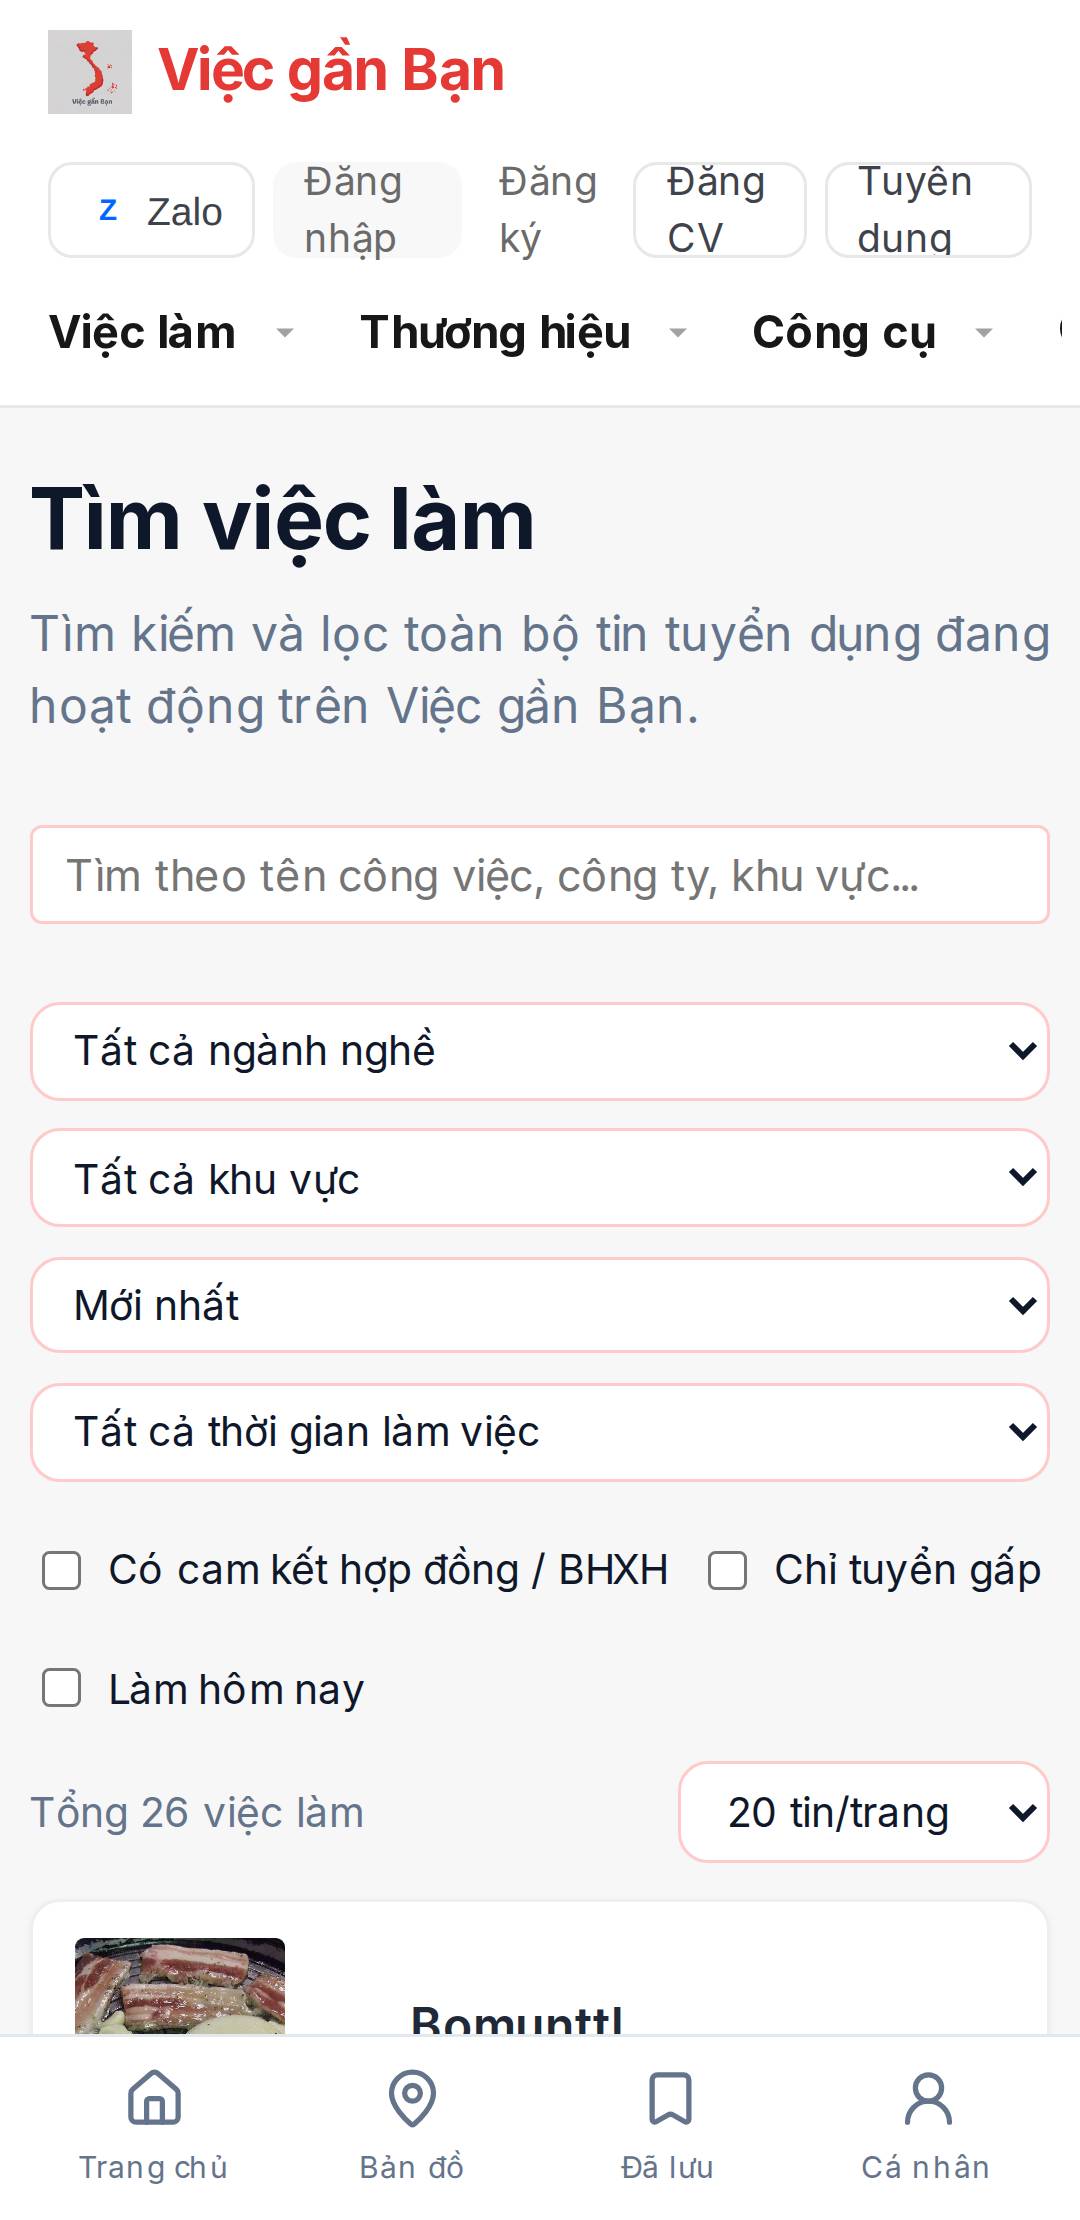 Việc gần Bạn
Việc gần Bạn
Zalo
Đăng nhập
Đăng ký
Đăng CV
Tuyển dụng
Việc làm
Thương hiệu
Công cụ
Tìm việc làm
Tìm kiếm và lọc toàn bộ tin tuyển dụng đang
hoạt động trên Việc gần Bạn.
Tìm theo tên công việc, công ty, khu vực...
Tất cả ngành nghề
Tất cả khu vực
Mới nhất
Tất cả thời gian làm việc
Có cam kết hợp đồng / BHXH
Chỉ tuyển gấp
Làm hôm nay
Tổng 26 việc làm
20 tin/trang
Trang chủ
Bản đồ
Đã lưu
Cá nhân